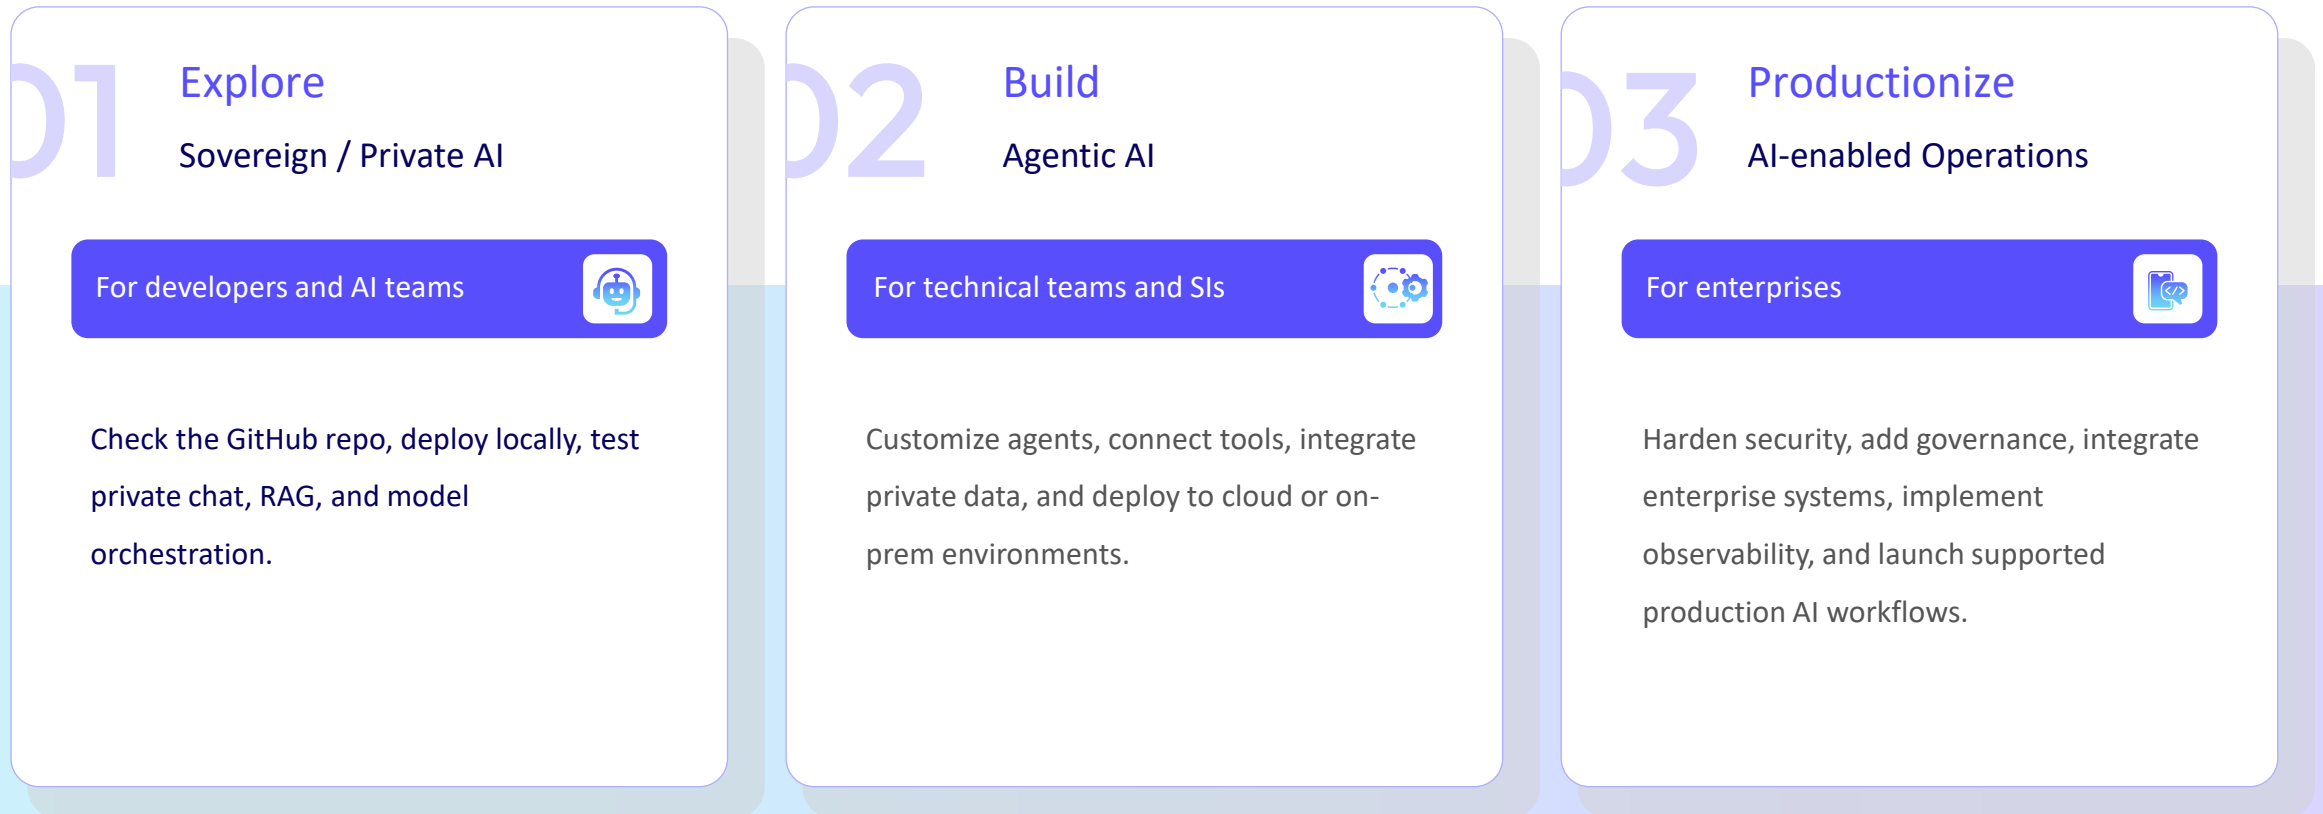 01
Explore
Sovereign / Private AI
For developers and AI teams
Check the GitHub repo, deploy locally, test
private chat, RAG, and model
orchestration.
02
Build
Agentic AI
For technical teams and SIs
Customize agents, connect tools, integrate
private data, and deploy to cloud or on-
prem environments.
03
Productionize
AI-enabled Operations
For enterprises
</>
Harden security, add governance, integrate
enterprise systems, implement
observability, and launch supported
production AI workflows.